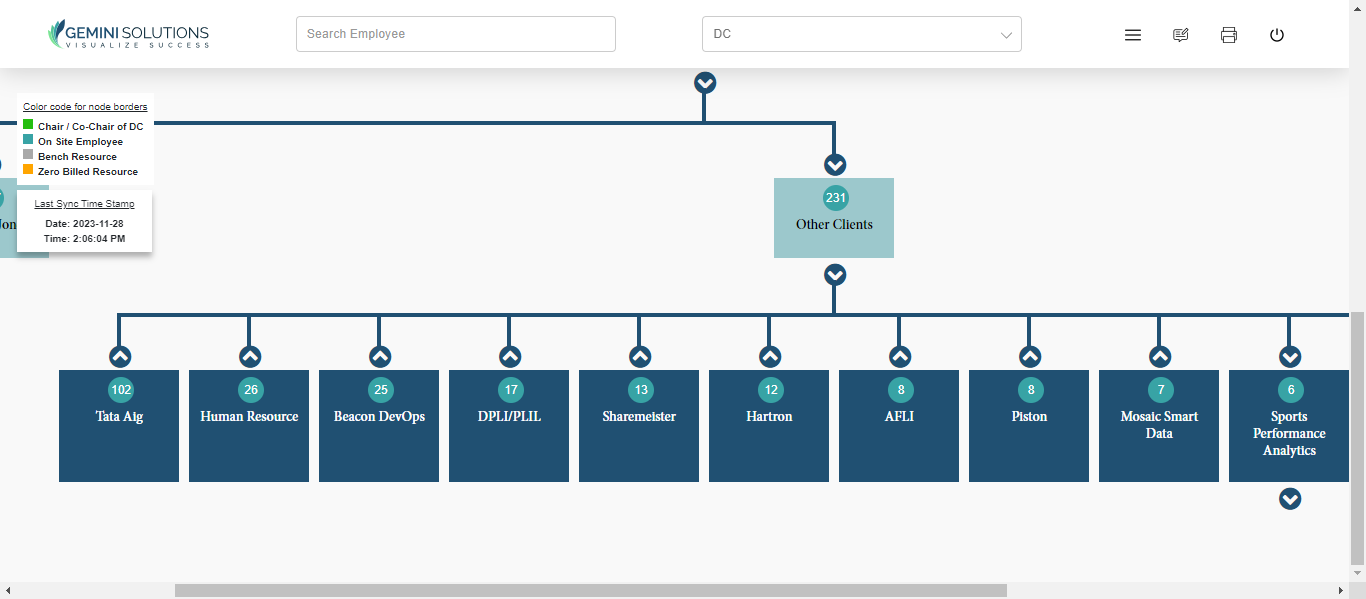 GEMINI SOLUTIONS
VISUALIZE SUCCESS
Search Employee
DC
Color code for node borders
Chair / Co-Chair of DC
On Site Employee
Bench Resource
Zero Billed Resource
Last Sync Time Stamp
Date: 2023-11-28
Time: 2:06:04 PM
231
Other Clients
102
Tata Aig
26
Human Resource
25
Beacon DevOps
17
DPLI/PLIL
13
Sharemeister
12
Hartron
8
AFLI
8
Piston
7
Mosaic Smart
Data
6
Sports
Performance
Analytics